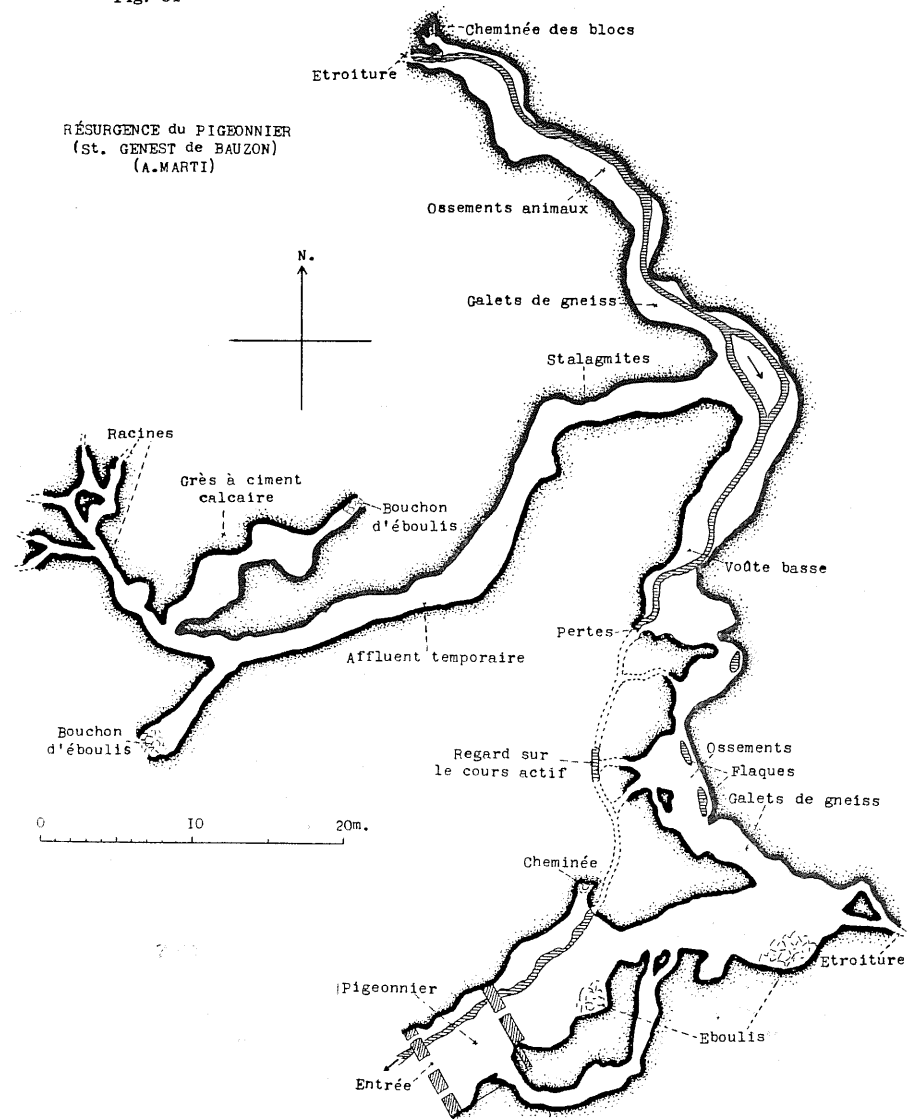 Cheminée des blocs
Etroiture
RÉSURGENCE du PIGEONNIER
(St. GENEST de BAUZON)
(A.MARTI)
Ossements animaux
N.
Galets de gneiss
Stalagmites
Racines
Grès à ciment
calcaire
Bouchon
d'éboulis
Voûte basse
Pertes
Affluent temporaire
Bouchon
d'éboulis
Regard sur
le cours actif
Ossements
Flaques
Galets de gneiss
0 10 20m.
Cheminée
Etroiture
Pigeonnier
Eboulis
Entrée